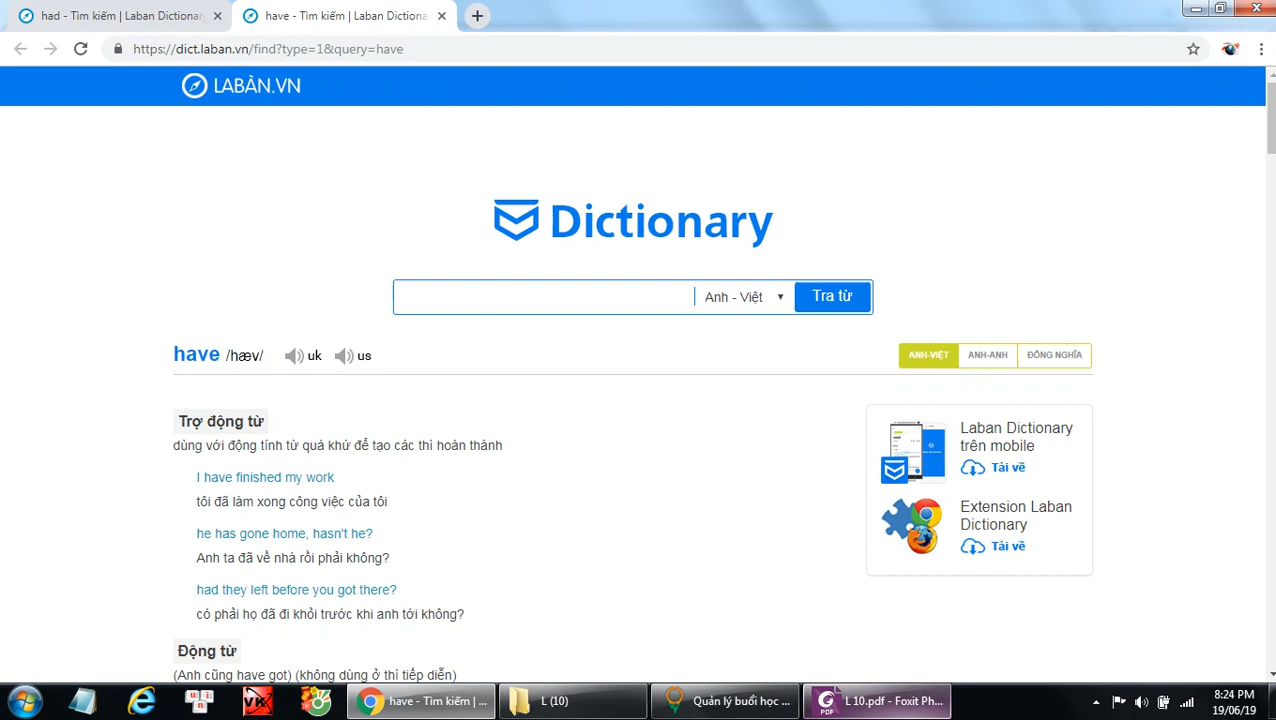 had - Tìm kiếm | Laban Dictionary
have - Tìm kiếm | Laban Dictiona
https://dict.laban.vn/find?type=1&query=have
LABÀN.VN
Dictionary
Anh - Việt ▼
Tra từ
have /hæv/ uk us
ANH-VIỆT ANH-ANH ĐỒNG NGHĨA
Trợ động từ
dùng với động tính từ quá khứ để tạo các thì hoàn thành
I have finished my work
tôi đã làm xong công việc của tôi
he has gone home, hasn't he?
Anh ta đã về nhà rồi phải không?
had they left before you got there?
có phải họ đã đi khỏi trước khi anh tới không?
Động từ
(Anh cũng have got) (không dùng ở thì tiếp diễn)
Laban Dictionary
trên mobile
Tải về
Extension Laban
Dictionary
Tải về
have - Tìm kiếm | ...
L (10)
Quản lý buổi học ...
PDF
L 10.pdf - Foxit Ph...
8:24 PM
19/06/19